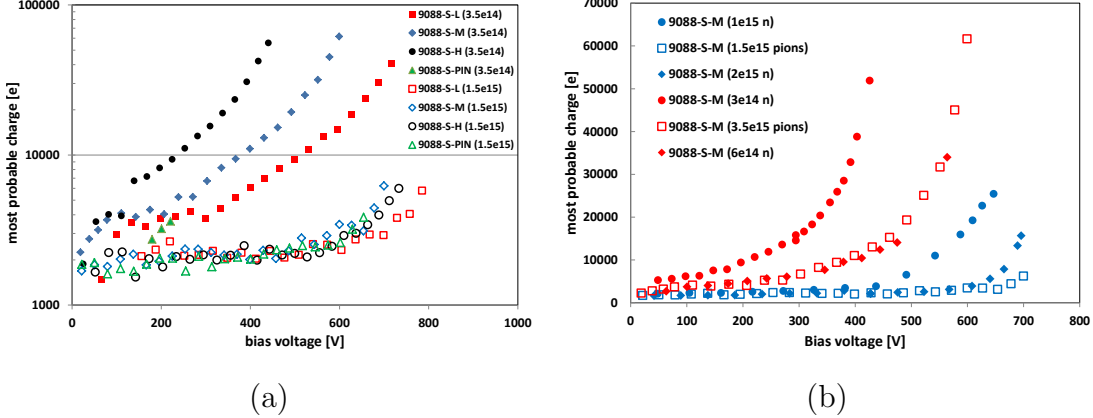 most probable charge [e]
100000
10000
1000
9088-S-L (3.5e14)
9088-S-M (3.5e14)
9088-S-H (3.5e14)
9088-S-PIN (3.5e14)
9088-S-L (1.5e15)
9088-S-M (1.5e15)
9088-S-H (1.5e15)
9088-S-PIN (1.5e15)
0 200 400 600 800 1000
bias voltage [V]
(a)
most probable charge [e]
70000
60000
50000
40000
30000
20000
10000
0
9088-S-M (1e15 n)
9088-S-M (1.5e15 pions)
9088-S-M (2e15 n)
9088-S-M (3e14 n)
9088-S-M (3.5e15 pions)
9088-S-M (6e14 n)
0 100 200 300 400 500 600 700 800
Bias voltage [V]
(b)